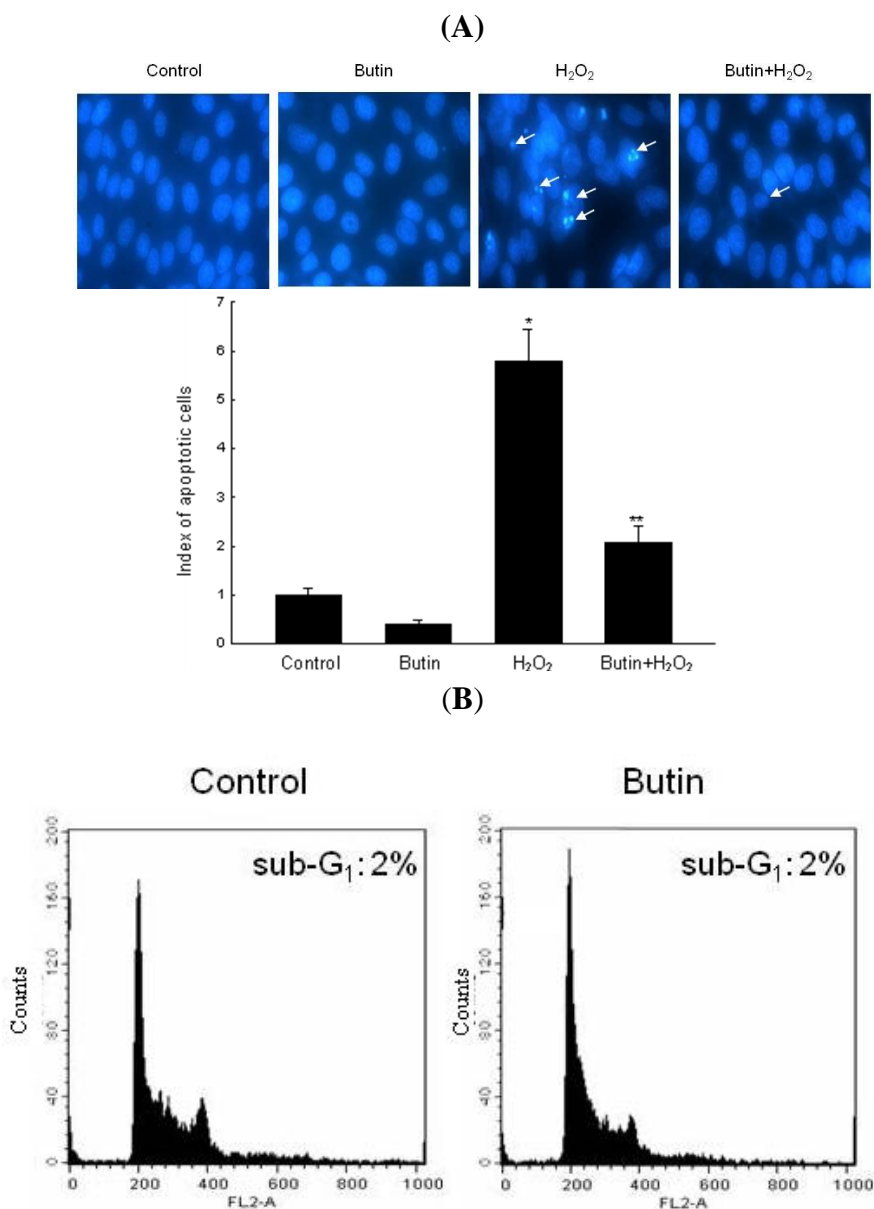 (A)
Control Butin H₂O₂ Butin+H₂O₂
7
6
5
4
3
2
1
0
Index of apoptotic cells
*
**
Control Butin H₂O₂ Butin+H₂O₂
(B)
Control
sub-G₁: 2%
200
160
120
80
40
0
Counts
0 200 400 600 800 1000
FL2-A
Butin
sub-G₁: 2%
200
160
120
80
40
0
Counts
0 200 400 600 800 1000
FL2-A